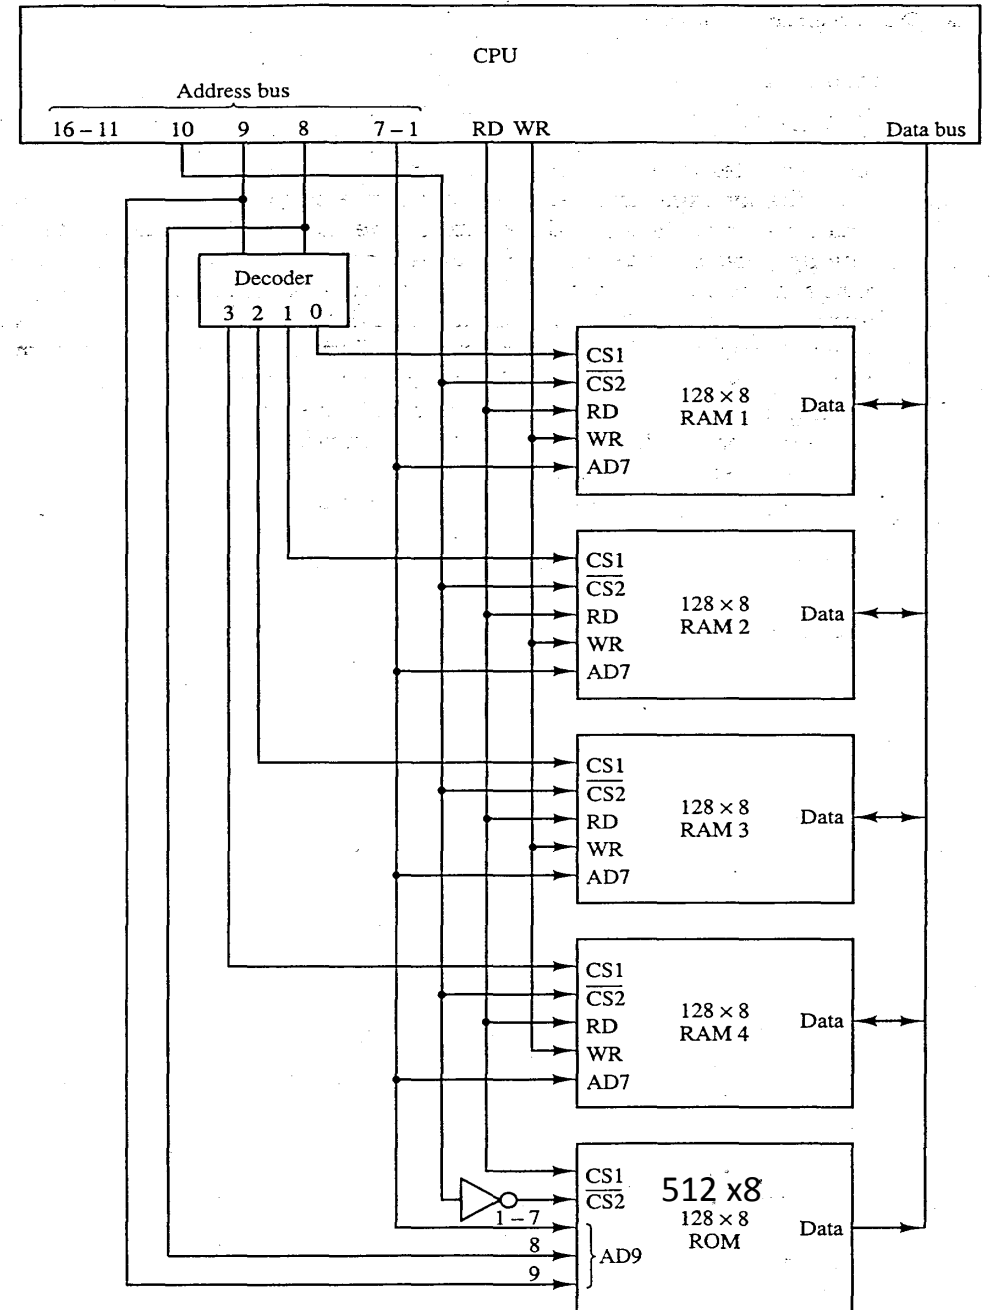 CPU
Address bus
16 – 11 10 9 8 7 – 1 RD WR Data bus
Decoder
3 2 1 0
CS1
CS2
RD
WR
AD7
128 × 8
RAM 1
Data
CS1
CS2
RD
WR
AD7
128 × 8
RAM 2
Data
CS1
CS2
RD
WR
AD7
128 × 8
RAM 3
Data
CS1
CS2
RD
WR
AD7
128 × 8
RAM 4
Data
CS1
CS2
1 – 7
8
9
AD9
512 x8
128 × 8
ROM
Data